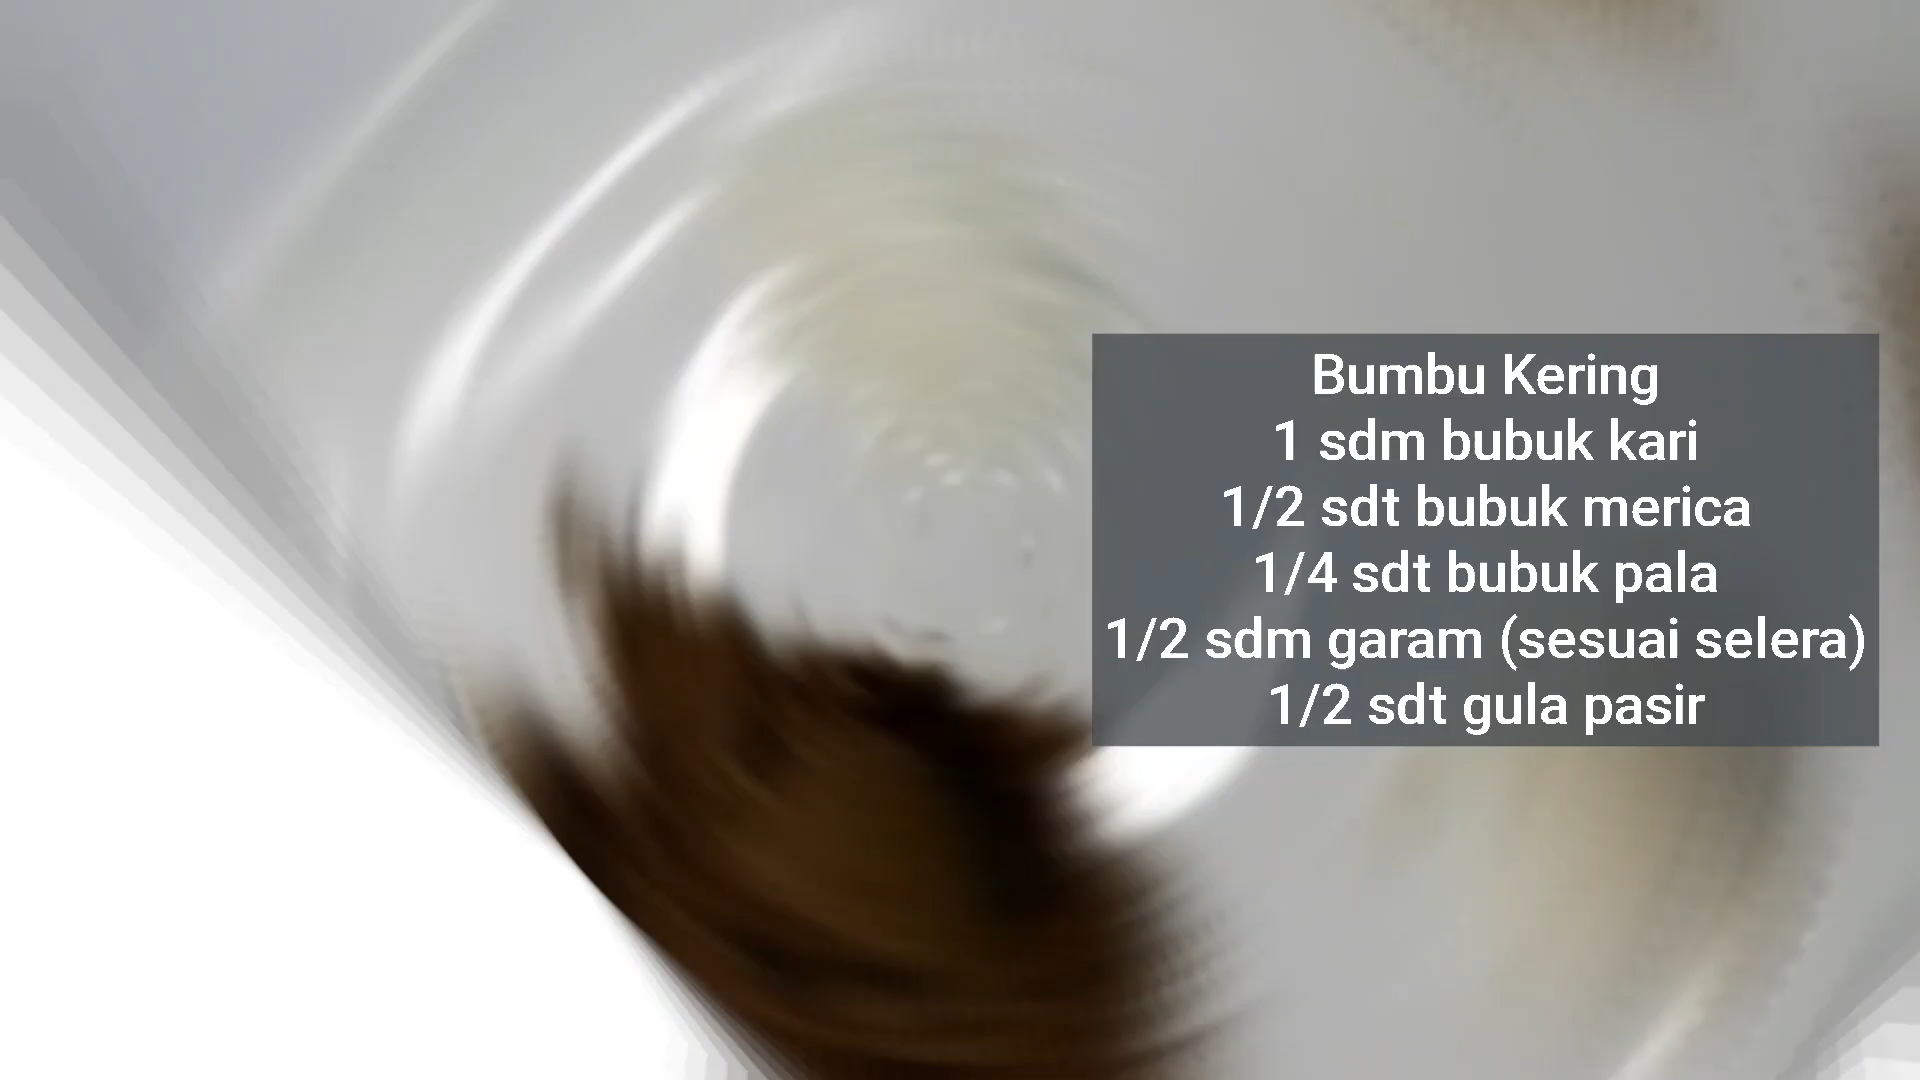 Bumbu Kering
1 sdm bubuk kari
1/2 sdt bubuk merica
1/4 sdt bubuk pala
1/2 sdm garam (sesuai selera)
1/2 sdt gula pasir